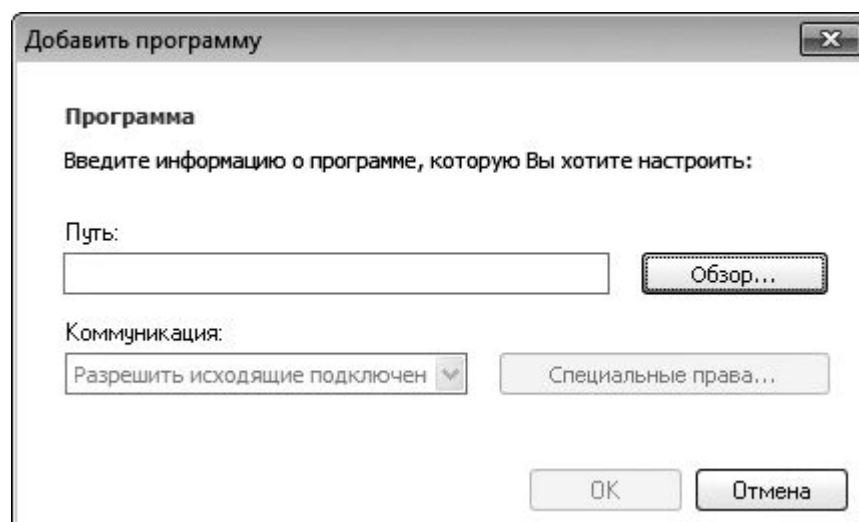 Добавить программу
Программа
Введите информацию о программе, которую Вы хотите настроить:
Путь:
Обзор...
Коммуникация:
Разрешить исходящие подключен
Специальные права...
OK
Отмена